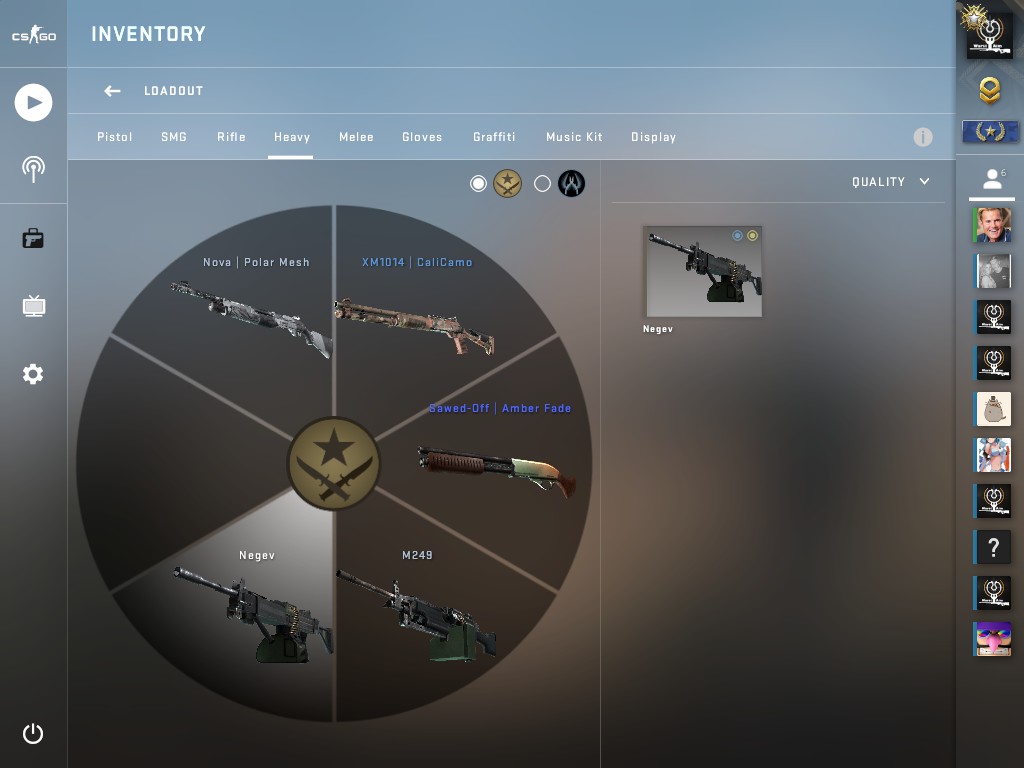 CS GO
INVENTORY
LOADOUT
Pistol SMG Rifle Heavy Melee Gloves Graffiti Music Kit Display
i
QUALITY
6
Nova | Polar Mesh
XM1014 | CaliCamo
Negev
Sawed-Off | Amber Fade
Negev
M249
?